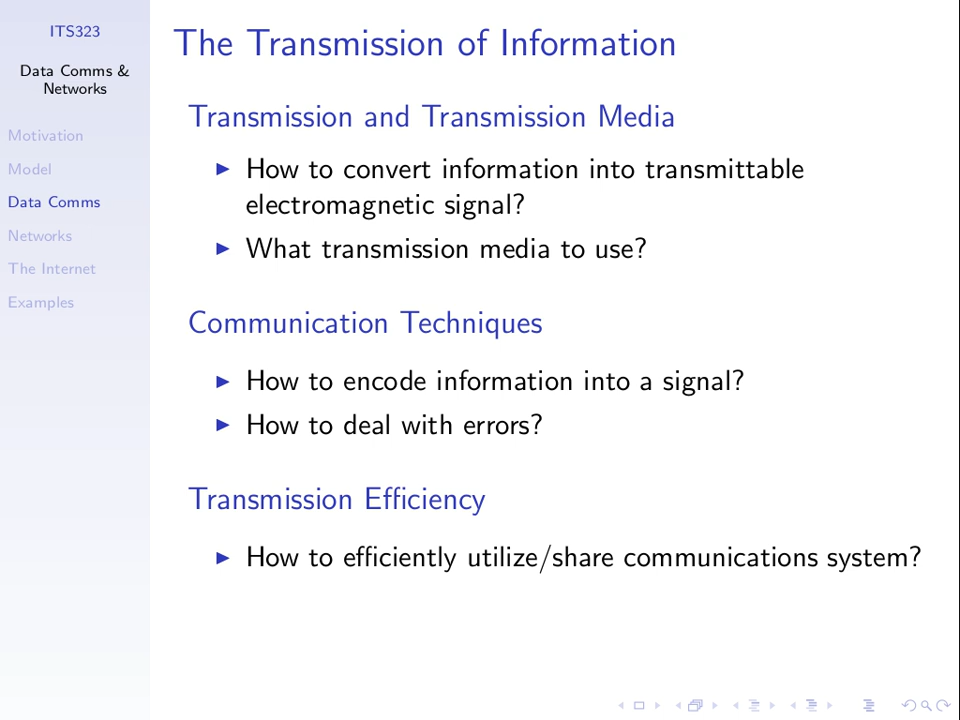 ITS323
Data Comms &
Networks
Motivation
Model
Data Comms
Networks
The Internet
Examples
The Transmission of Information
Transmission and Transmission Media
How to convert information into transmittable
electromagnetic signal?
What transmission media to use?
Communication Techniques
How to encode information into a signal?
How to deal with errors?
Transmission Efficiency
How to efficiently utilize/share communications system?